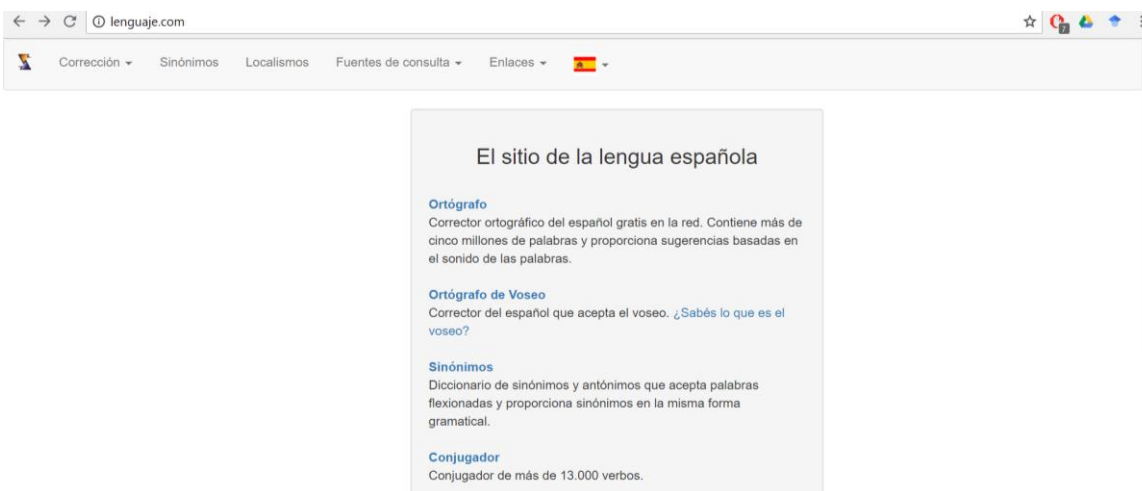 lenguaje.com
7
Corrección Sinónimos Localismos Fuentes de consulta Enlaces
El sitio de la lengua española
Ortógrafo
Corrector ortográfico del español gratis en la red. Contiene más de
cinco millones de palabras y proporciona sugerencias basadas en
el sonido de las palabras.
Ortógrafo de Voseo
Corrector del español que acepta el voseo. ¿Sabés lo que es el
voseo?
Sinónimos
Diccionario de sinónimos y antónimos que acepta palabras
flexionadas y proporciona sinónimos en la misma forma
gramatical.
Conjugador
Conjugador de más de 13.000 verbos.